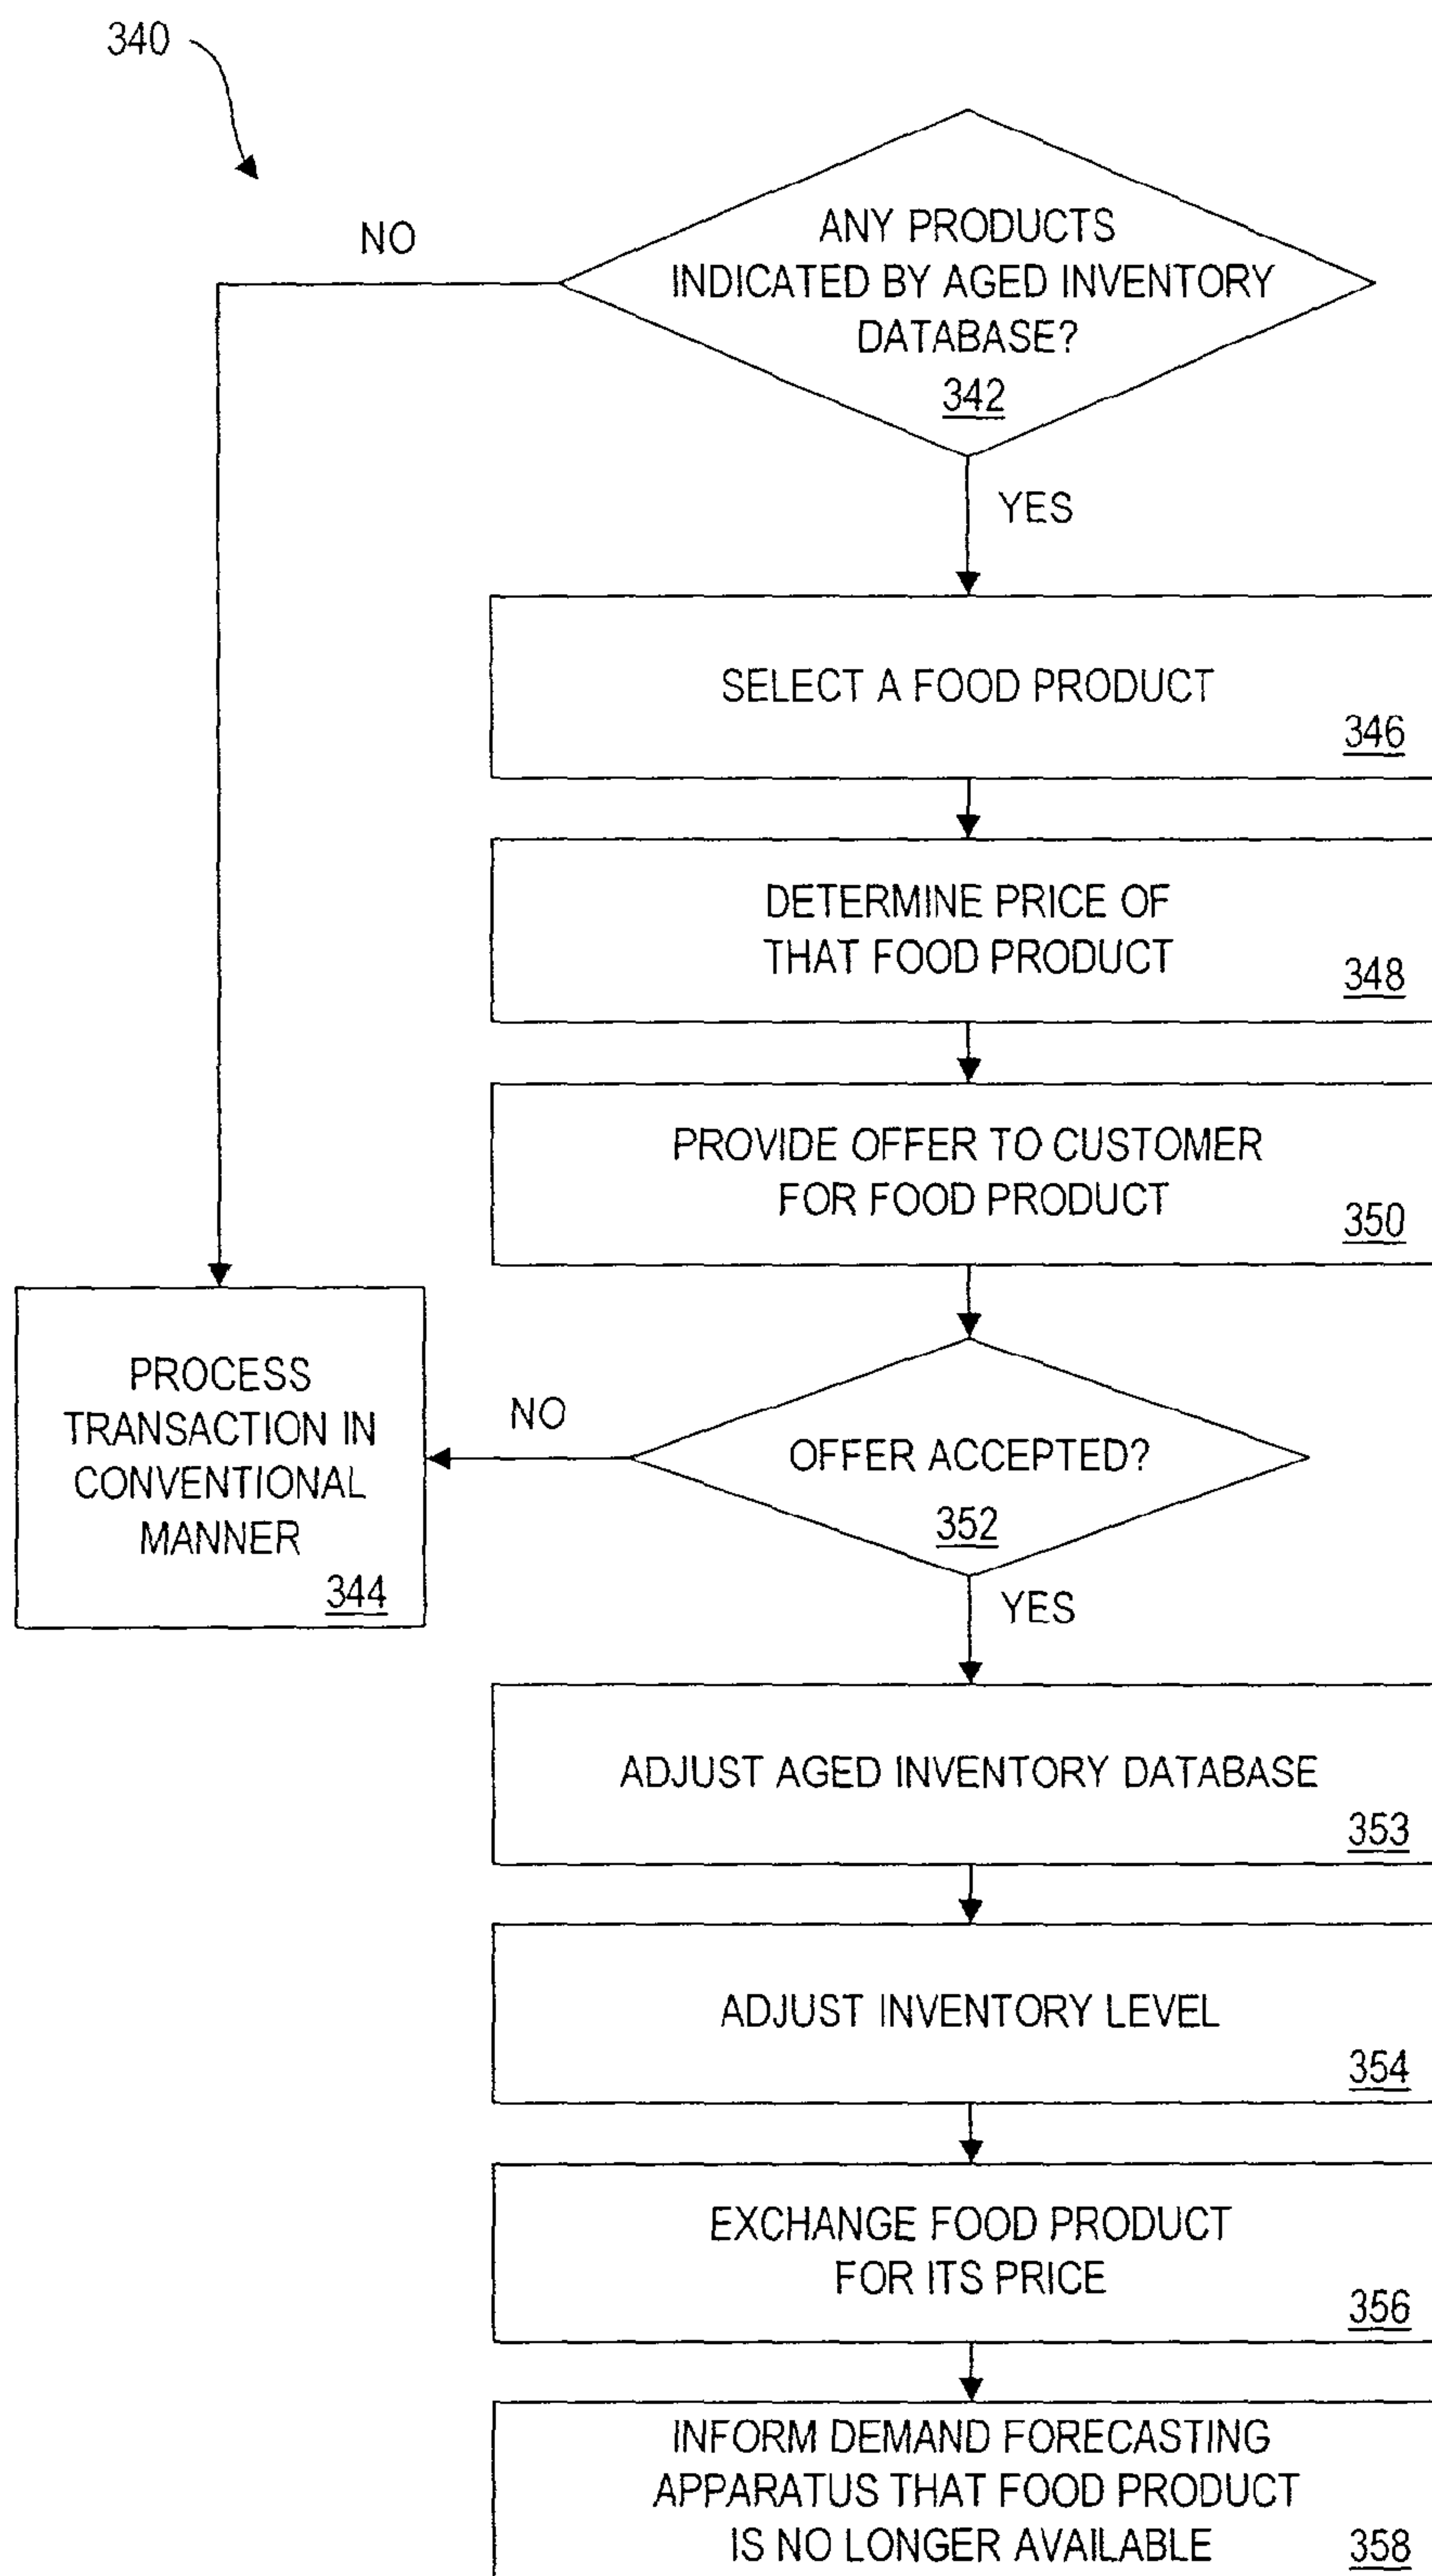 340
NO
ANY PRODUCTS
INDICATED BY AGED INVENTORY
DATABASE?
342
YES
SELECT A FOOD PRODUCT
346
DETERMINE PRICE OF
THAT FOOD PRODUCT
348
PROVIDE OFFER TO CUSTOMER
FOR FOOD PRODUCT
350
PROCESS
TRANSACTION IN
CONVENTIONAL
MANNER
344
NO
OFFER ACCEPTED?
352
YES
ADJUST AGED INVENTORY DATABASE
353
ADJUST INVENTORY LEVEL
354
EXCHANGE FOOD PRODUCT
FOR ITS PRICE
356
INFORM DEMAND FORECASTING
APPARATUS THAT FOOD PRODUCT
IS NO LONGER AVAILABLE
358